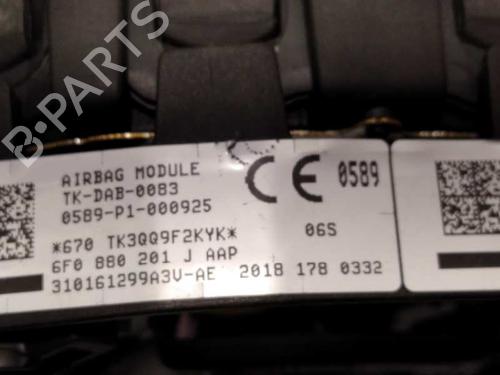 B-PARTS
AIRBAG MODULE
TK-DAB-0083
0589-P1-000925
CE 0589
*670 TK3QQ9F2KYK* 06S
6F0 880 201 J AAP
310161299A3V-AE 2018 178 0332